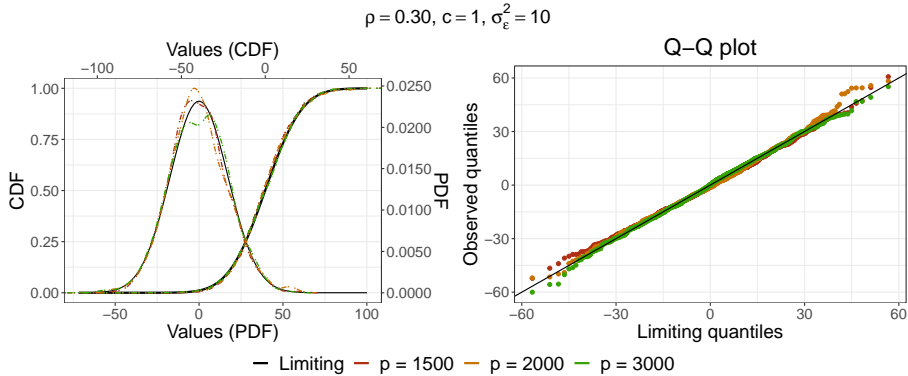 ρ = 0.30, c = 1, σ²_ε = 10
Values (CDF)
−100 −50 0 50
1.00
0.75
0.50
0.25
0.00
CDF
0.0250
0.0200
0.0150
0.0100
0.0050
0.0000
PDF
−50 0 50 100
Values (PDF)
Q−Q plot
60
30
0
−30
−60
Observed quantiles
−60 −30 0 30 60
Limiting quantiles
Limiting p = 1500 p = 2000 p = 3000